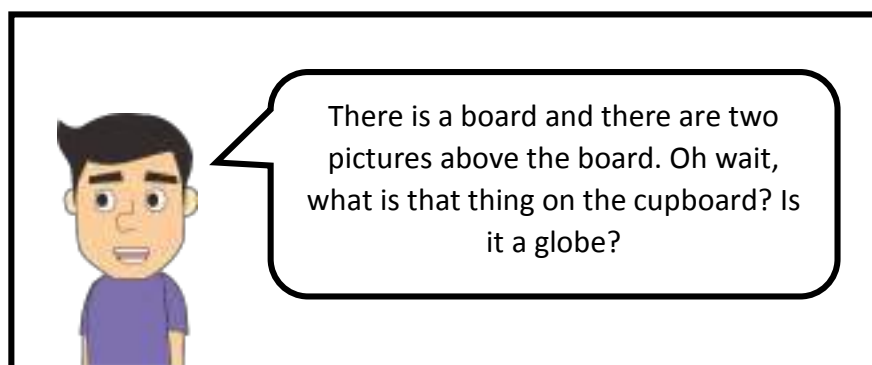 There is a board and there are two
pictures above the board. Oh wait,
what is that thing on the cupboard? Is
it a globe?